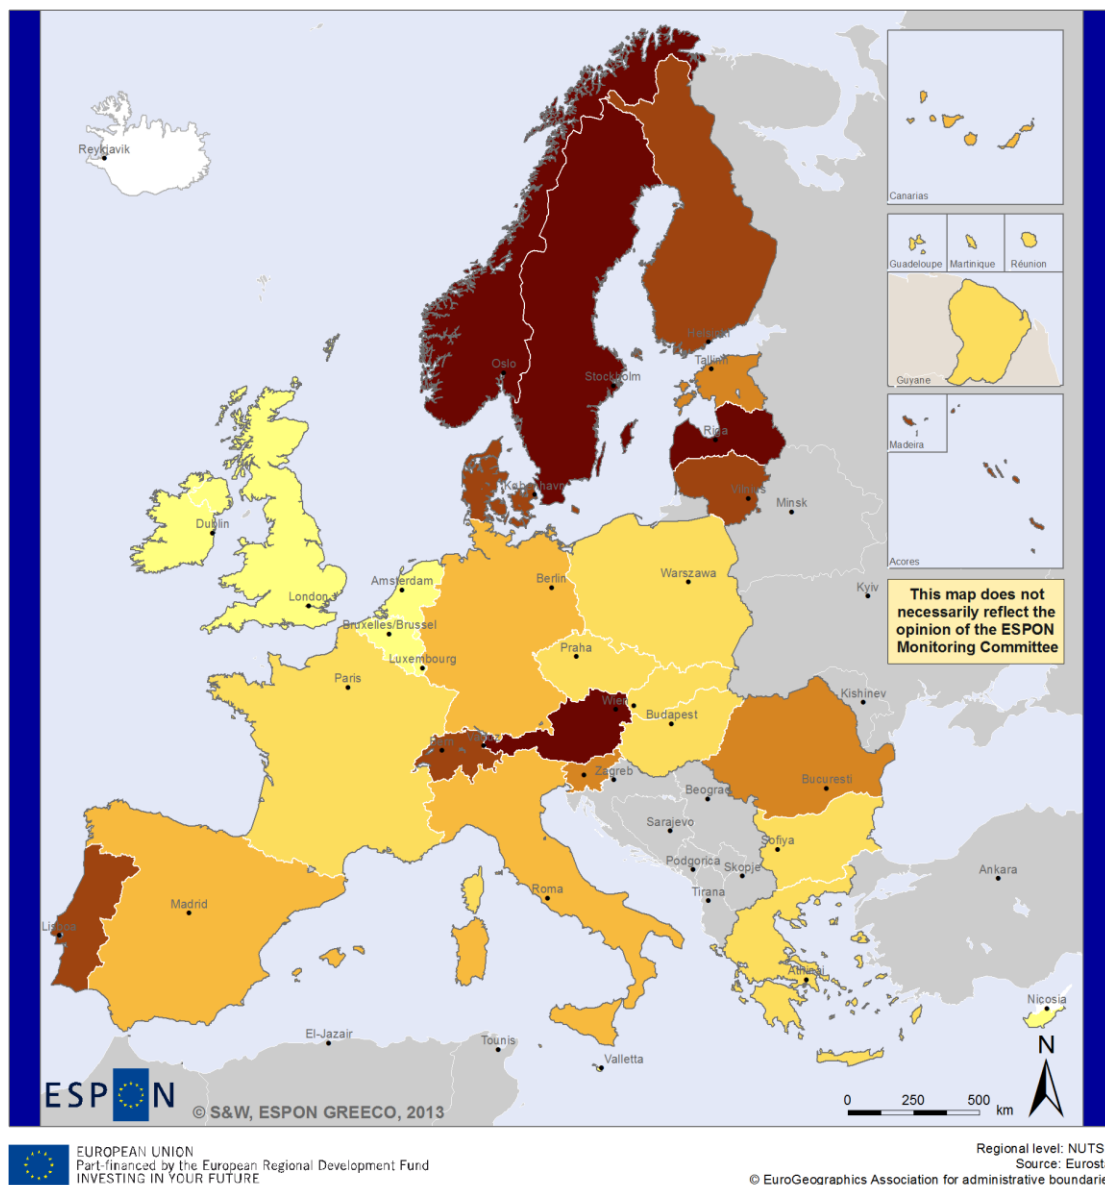 Reykjavik
Canarias
Guadeloupe
Martinique
Réunion
Guyane
Madeira
Acores
Oslo
Stockholm
Helsinki
Tallinn
Riga
København
Vilnius
Minsk
Dublin
London
Amsterdam
Berlin
Warszawa
Kyiv
Bruxelles/Brussel
Luxembourg
Paris
Praha
This map does not
necessarily reflect the
opinion of the ESPON
Monitoring Committee
Kishinev
Wien
Budapest
Bern
Zagreb
Beograd
Bucuresti
Sarajevo
Podgorica
Skopje
Sofiya
Tirana
Ankara
Roma
Madrid
Lisboa
Athinai
Nicosia
El-Jazair
Tounis
Valletta
N
ESPON
© S&W, ESPON GREECO, 2013
0 250 500
km
EUROPEAN UNION
Part-financed by the European Regional Development Fund
INVESTING IN YOUR FUTURE
Regional level: NUTS
Source: Eurosta
© EuroGeographics Association for administrative boundarie